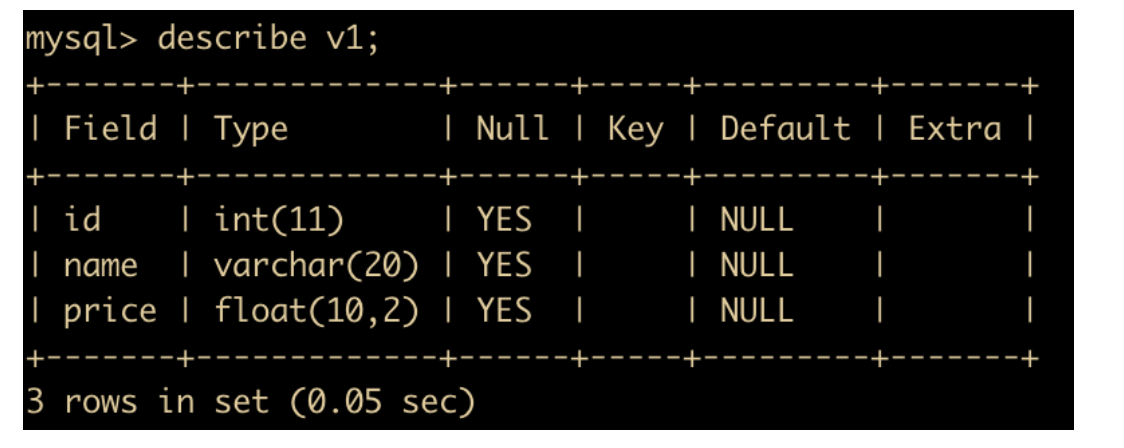 mysql> describe v1;
+-------+-------------+------+-----+---------+-------+
| Field | Type        | Null | Key | Default | Extra |
+-------+-------------+------+-----+---------+-------+
| id    | int(11)     | YES  |     | NULL    |       |
| name  | varchar(20) | YES  |     | NULL    |       |
| price | float(10,2) | YES  |     | NULL    |       |
+-------+-------------+------+-----+---------+-------+
3 rows in set (0.05 sec)